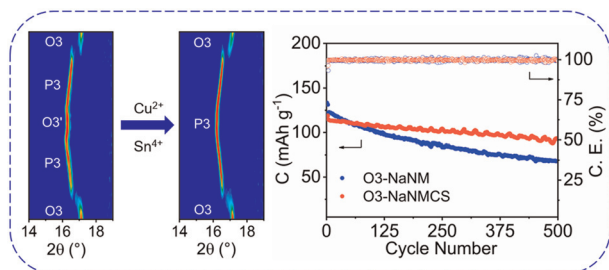 O3
P3
O3'
P3
O3
14 16 18
2θ (°)
Cu²⁺
Sn⁴⁺
O3
P3
O3
14 16 18
2θ (°)
C (mAh g⁻¹)
200
150
100
50
O3-NaNM
O3-NaNMCS
0 125 250 375 500
Cycle Number
100
75
50
25
0
C. E. (%)